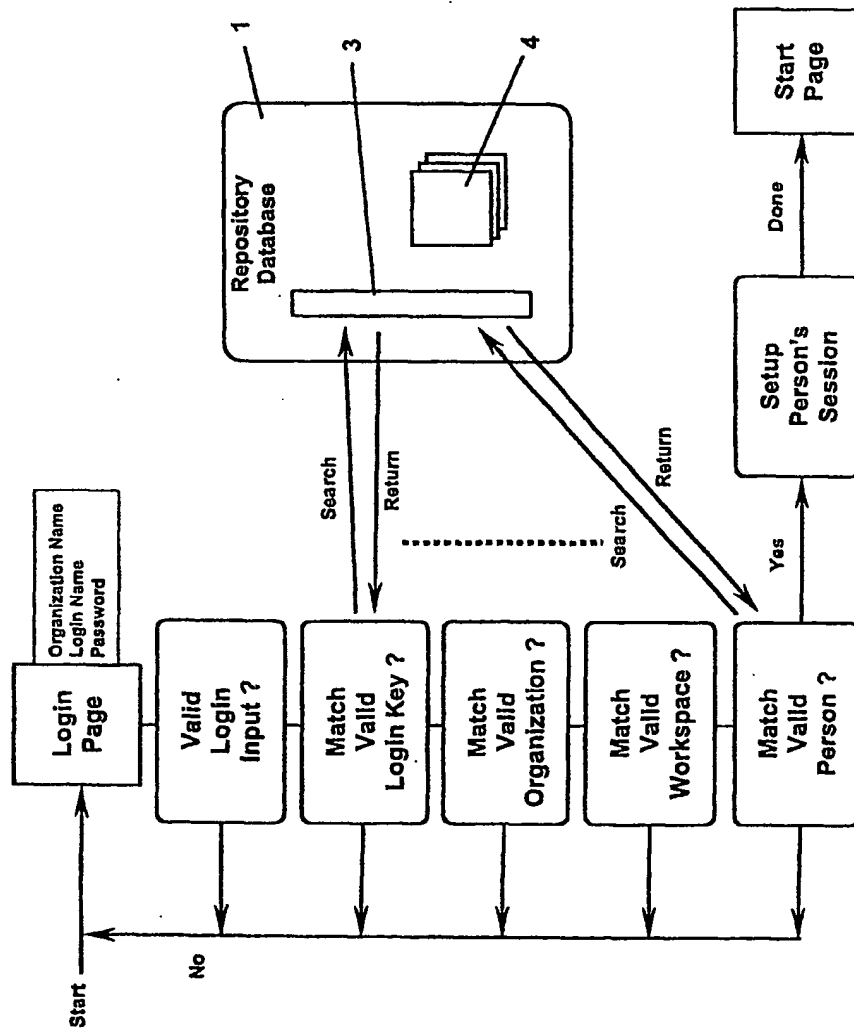 Start
No
Login
Page
Organization Name
Login Name
Password
Valid
Login
Input ?
Match
Valid
Login Key ?
Match
Valid
Organization ?
Match
Valid
Workspace ?
Match
Valid
Person ?
Search
Return
Search
Return
Repository
Database
1
3
4
Yes
Setup
Person's
Session
Done
Start
Page